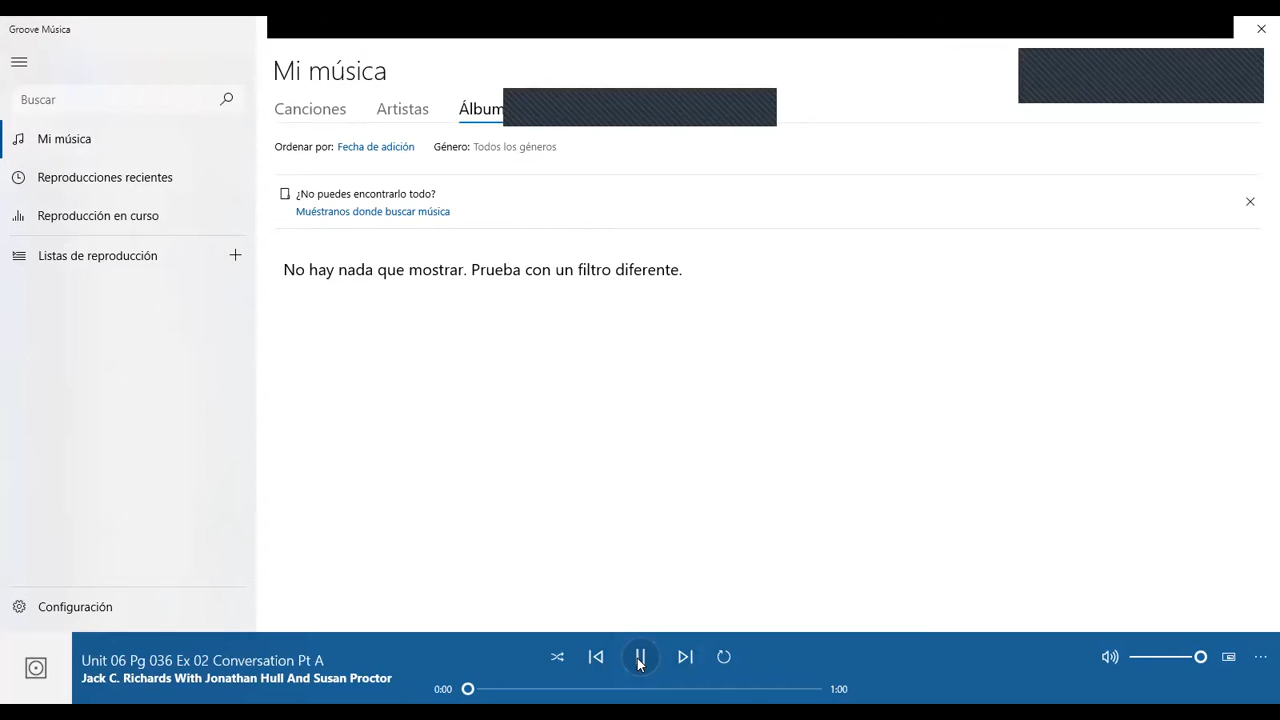 Groove Música
Buscar
Mi música
Reproducciones recientes
Reproducción en curso
Listas de reproducción
Configuración
Mi música
Canciones Artistas Álbum
Ordenar por: Fecha de adición Género: Todos los géneros
¿No puedes encontrarlo todo?
Muéstranos donde buscar música
No hay nada que mostrar. Prueba con un filtro diferente.
Unit 06 Pg 036 Ex 02 Conversation Pt A
Jack C. Richards With Jonathan Hull And Susan Proctor
0:00 1:00